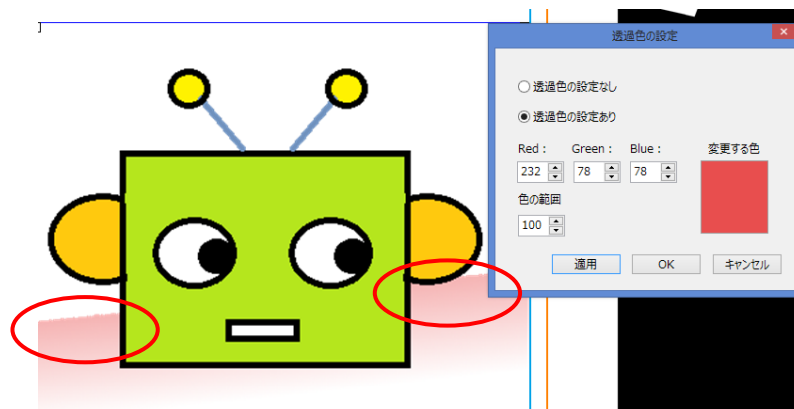 透過色の設定
透過色の設定なし
透過色の設定あり
Red : Green : Blue : 変更する色
232 78 78
色の範囲
100
適用 OK キャンセル